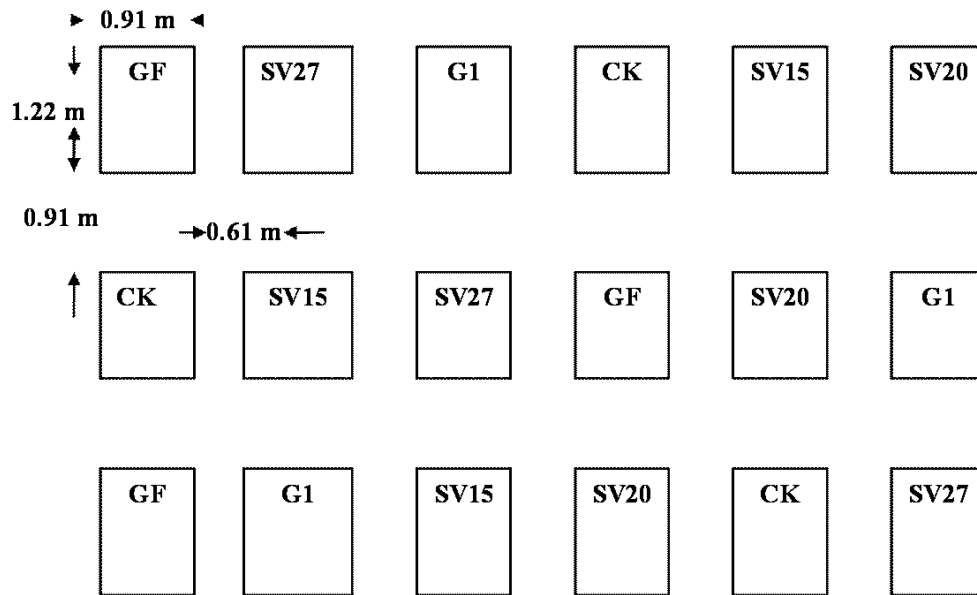 0.91 m
GF SV27 G1 CK SV15 SV20
1.22 m
0.91 m
0.61 m
CK SV15 SV27 GF SV20 G1
GF G1 SV15 SV20 CK SV27